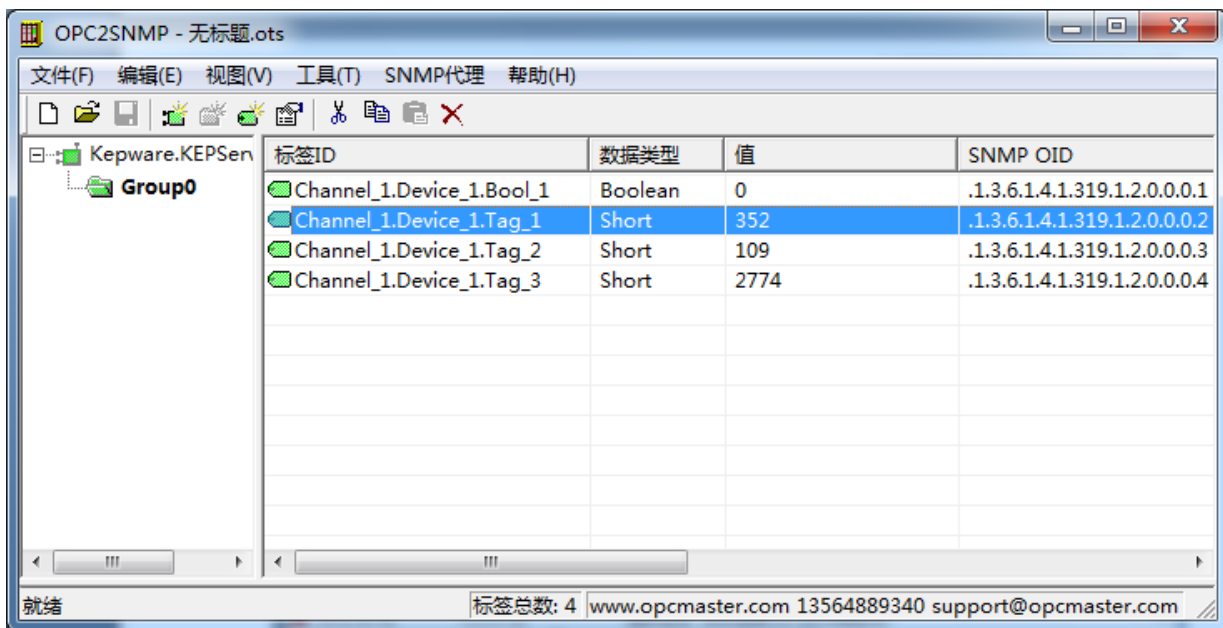 OPC2SNMP - 无标题.ots
文件(F) 编辑(E) 视图(V) 工具(T) SNMP代理 帮助(H)
Kepware.KEPServ
Group0
标签ID 数据类型 值 SNMP OID
Channel_1.Device_1.Bool_1 Boolean 0 .1.3.6.1.4.1.319.1.2.0.0.0.1
Channel_1.Device_1.Tag_1 Short 352 .1.3.6.1.4.1.319.1.2.0.0.0.2
Channel_1.Device_1.Tag_2 Short 109 .1.3.6.1.4.1.319.1.2.0.0.0.3
Channel_1.Device_1.Tag_3 Short 2774 .1.3.6.1.4.1.319.1.2.0.0.0.4
就绪 标签总数: 4 www.opcmaster.com 13564889340 support@opcmaster.com